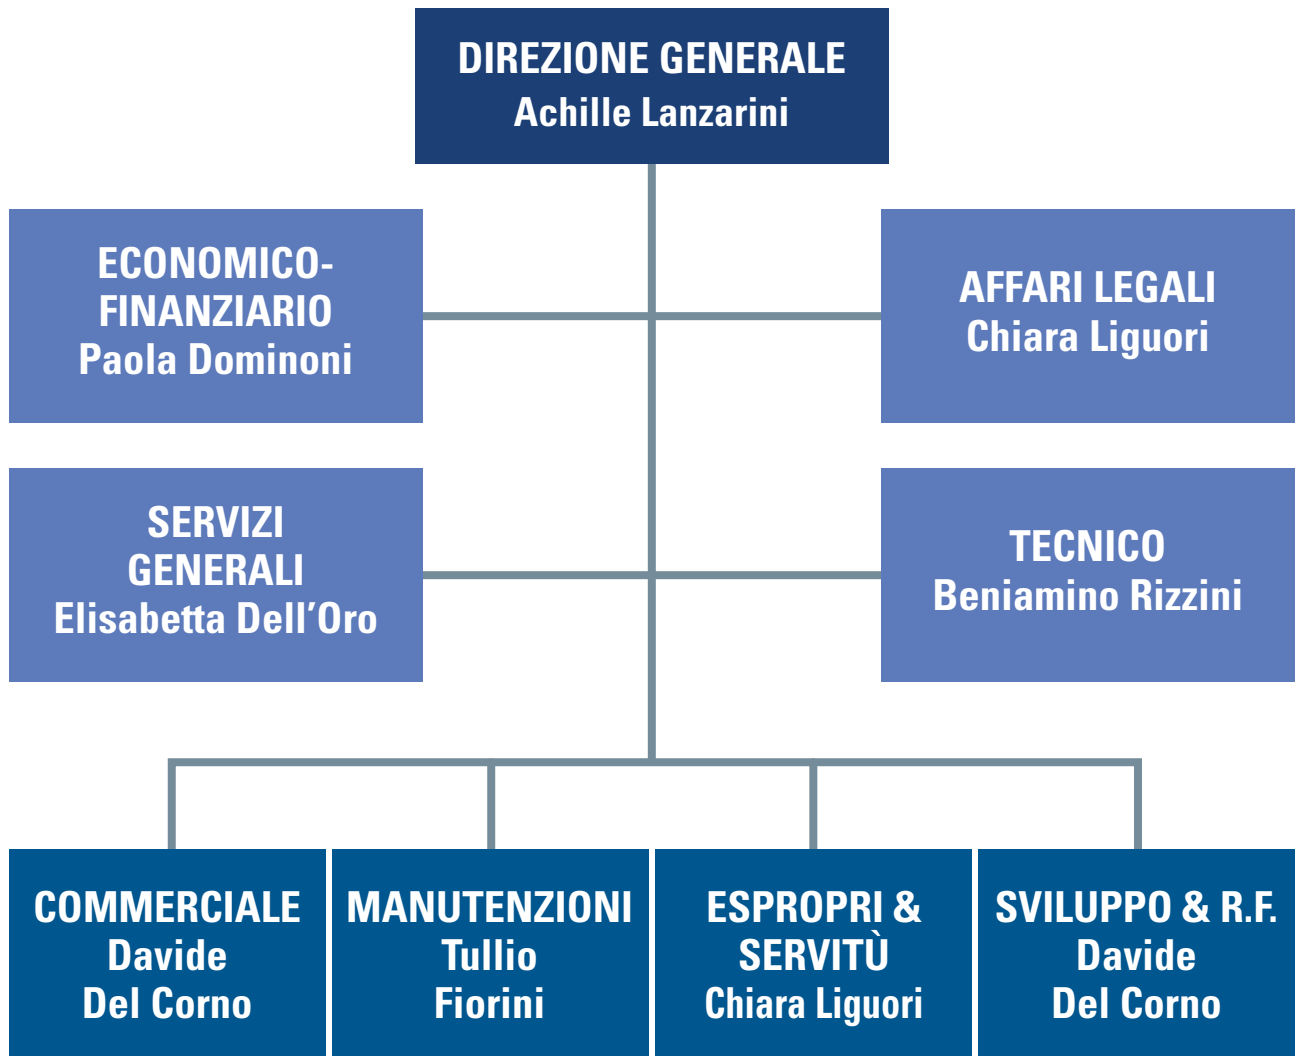 DIREZIONE GENERALE
Achille Lanzarini
ECONOMICO-
FINANZIARIO
Paola Dominoni
AFFARI LEGALI
Chiara Liguori
SERVIZI
GENERALI
Elisabetta Dell'Oro
TECNICO
Beniamino Rizzini
COMMERCIALE
Davide
Del Corno
MANUTENZIONI
Tullio
Fiorini
ESPROPRI &
SERVITÙ
Chiara Liguori
SVILUPPO & R.F.
Davide
Del Corno